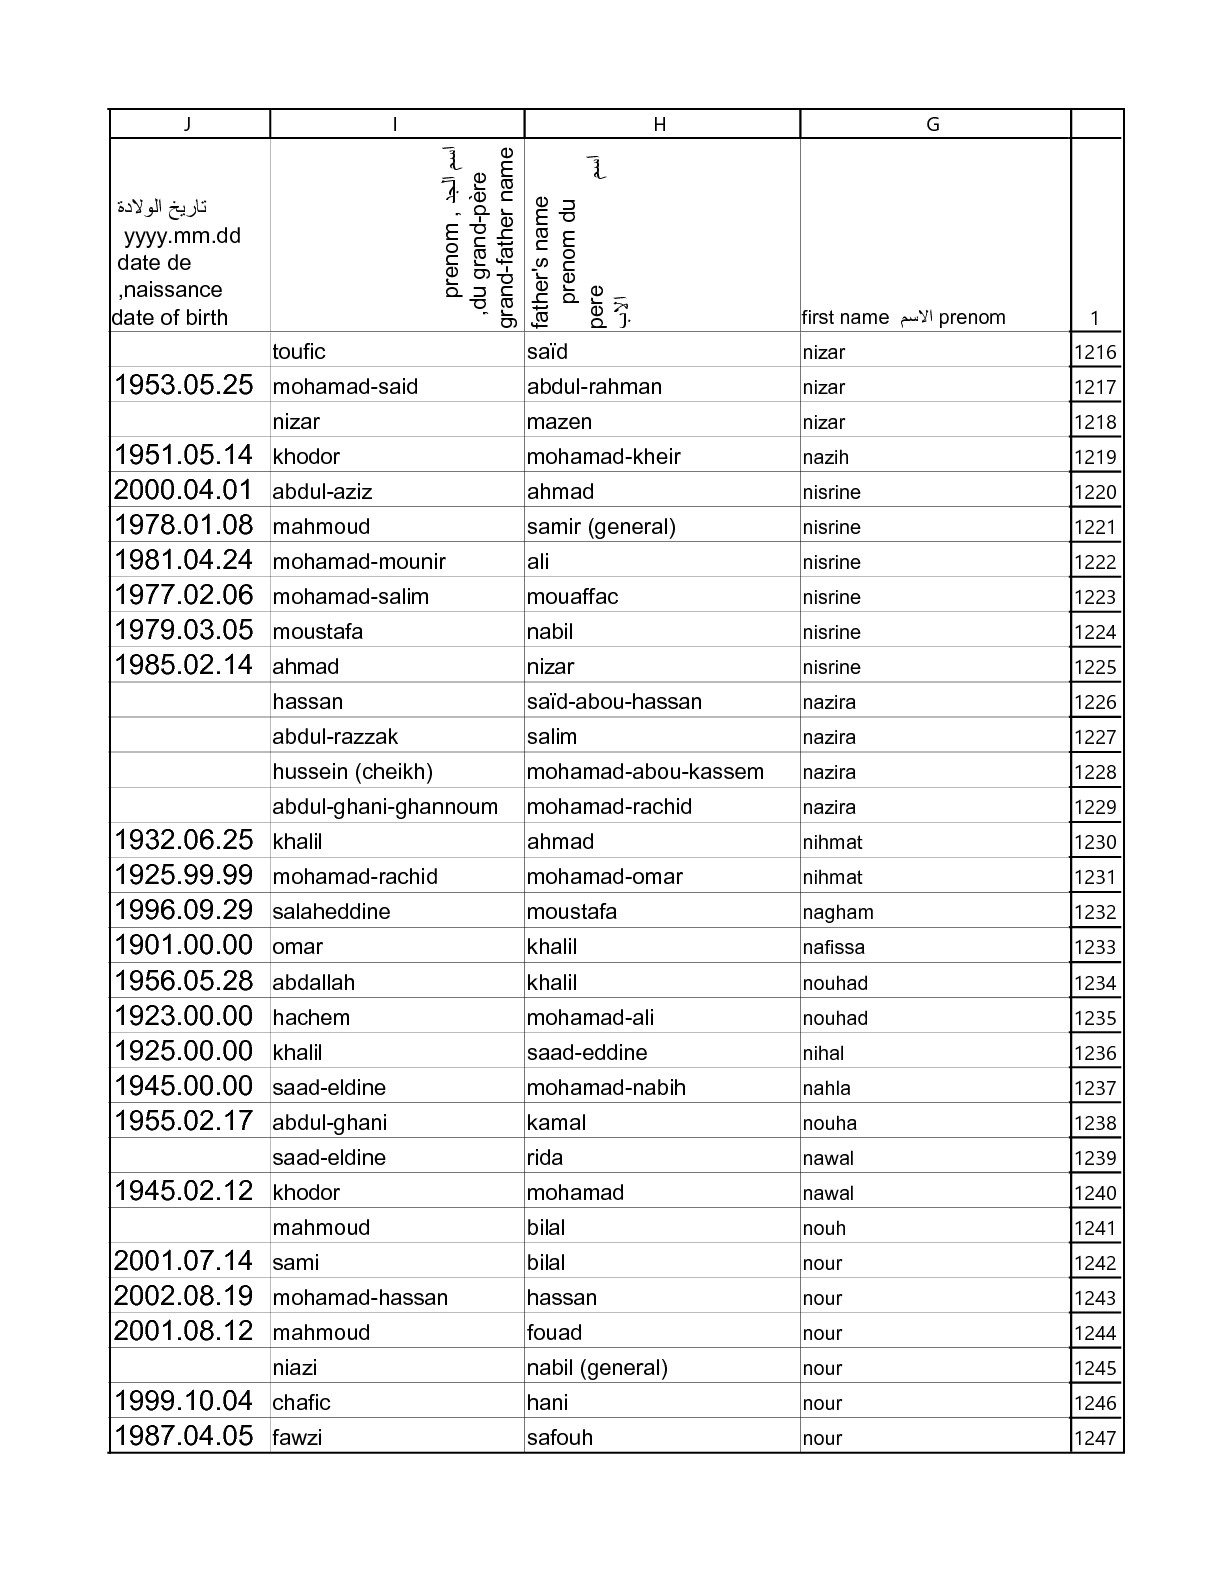 J I H G
تاريخ الولادة
yyyy.mm.dd
date de
,naissance
date of birth
prenom , اسم الجد
,du grand-père
grand-father name
father's name
prenom du اسم
pere
الاب
first name الاسم prenom 1
toufic saïd nizar 1216
1953.05.25 mohamad-said abdul-rahman nizar 1217
nizar mazen nizar 1218
1951.05.14 khodor mohamad-kheir nazih 1219
2000.04.01 abdul-aziz ahmad nisrine 1220
1978.01.08 mahmoud samir (general) nisrine 1221
1981.04.24 mohamad-mounir ali nisrine 1222
1977.02.06 mohamad-salim mouaffac nisrine 1223
1979.03.05 moustafa nabil nisrine 1224
1985.02.14 ahmad nizar nisrine 1225
hassan saïd-abou-hassan nazira 1226
abdul-razzak salim nazira 1227
hussein (cheikh) mohamad-abou-kassem nazira 1228
abdul-ghani-ghannoum mohamad-rachid nazira 1229
1932.06.25 khalil ahmad nihmat 1230
1925.99.99 mohamad-rachid mohamad-omar nihmat 1231
1996.09.29 salaheddine moustafa nagham 1232
1901.00.00 omar khalil nafissa 1233
1956.05.28 abdallah khalil nouhad 1234
1923.00.00 hachem mohamad-ali nouhad 1235
1925.00.00 khalil saad-eddine nihal 1236
1945.00.00 saad-eldine mohamad-nabih nahla 1237
1955.02.17 abdul-ghani kamal nouha 1238
saad-eldine rida nawal 1239
1945.02.12 khodor mohamad nawal 1240
mahmoud bilal nouh 1241
2001.07.14 sami bilal nour 1242
2002.08.19 mohamad-hassan hassan nour 1243
2001.08.12 mahmoud fouad nour 1244
niazi nabil (general) nour 1245
1999.10.04 chafic hani nour 1246
1987.04.05 fawzi safouh nour 1247